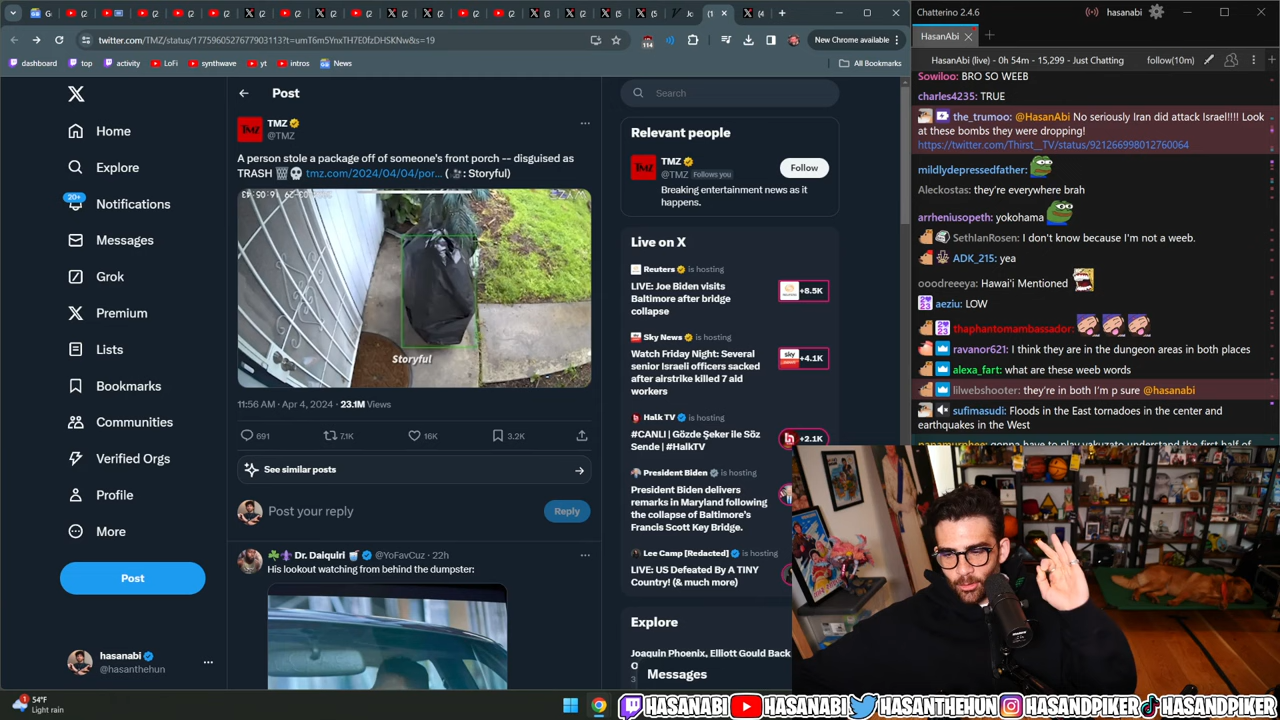 Chatterino 2.4.6
hasanabi
twitter.com/TMZ/status/1775960527677903113?t=umT6m5YnxTH7E0fzDHSKNw&s=19
114
New Chrome available
HasanAbi
dashboard
top
activity
LoFi
synthwave
yt
intros
News
All Bookmarks
HasanAbi (live) - 0h 54m - 15,299 - Just Chatting
follow(10m)
Home
Explore
20+
Notifications
Messages
Grok
Premium
Lists
Bookmarks
Communities
Verified Orgs
Profile
More
Post
hasanabi
@hasanthehun
Post
TMZ
@TMZ
A person stole a package off of someone's front porch -- disguised as
TRASH 🗑️💀 tmz.com/2024/04/04/por… (🎥: Storyful)
Storyful
11:56 AM · Apr 4, 2024 · 23.1M Views
691
7.1K
16K
3.2K
See similar posts
Post your reply
Reply
Dr. Daiquiri @YoFavCuz · 22h
His lookout watching from behind the dumpster:
Search
Relevant people
TMZ
@TMZ Follows you
Follow
Breaking entertainment news as it
happens.
Live on X
Reuters is hosting
LIVE: Joe Biden visits
Baltimore after bridge
collapse
+8.5K
Sky News is hosting
Watch Friday Night: Several
senior Israeli officers sacked
after airstrike killed 7 aid
workers
+4.1K
Halk TV is hosting
#CANLI | Gözde Şeker ile Söz
Sende | #HalkTV
+2.1K
President Biden is hosting
President Biden delivers
remarks in Maryland following
the collapse of Baltimore's
Francis Scott Key Bridge.
Lee Camp [Redacted] is hosting
LIVE: US Defeated By A TINY
Country! (& much more)
Explore
Joaquin Phoenix, Elliott Gould Back
Messages
Sowiloo: BRO SO WEEB
charles4235: TRUE
the_trumoo: @HasanAbi No seriously Iran did attack Israel!!!! Look
at these bombs they were dropping!
https://twitter.com/Thirst__TV/status/921266998012760064
mildlydepressedfather:
Aleckostas: they're everywhere brah
arrheniusopeth: yokohama
SethIanRosen: I don't know because I'm not a weeb.
ADK_215: yea
ooodreeeya: Hawai'i Mentioned
aeziu: LOW
thaphantomambassador:
ravanor621: I think they are in the dungeon areas in both places
alexa_fart: what are these weeb words
lilwebshooter: they're in both I'm p sure @hasanabi
sufimasudi: Floods in the East tornadoes in the center and
earthquakes in the West
54°F
Light rain
HASANABI
HASANABI
HASANTHEHUN
HASANDPIKER
HASANDPIKER